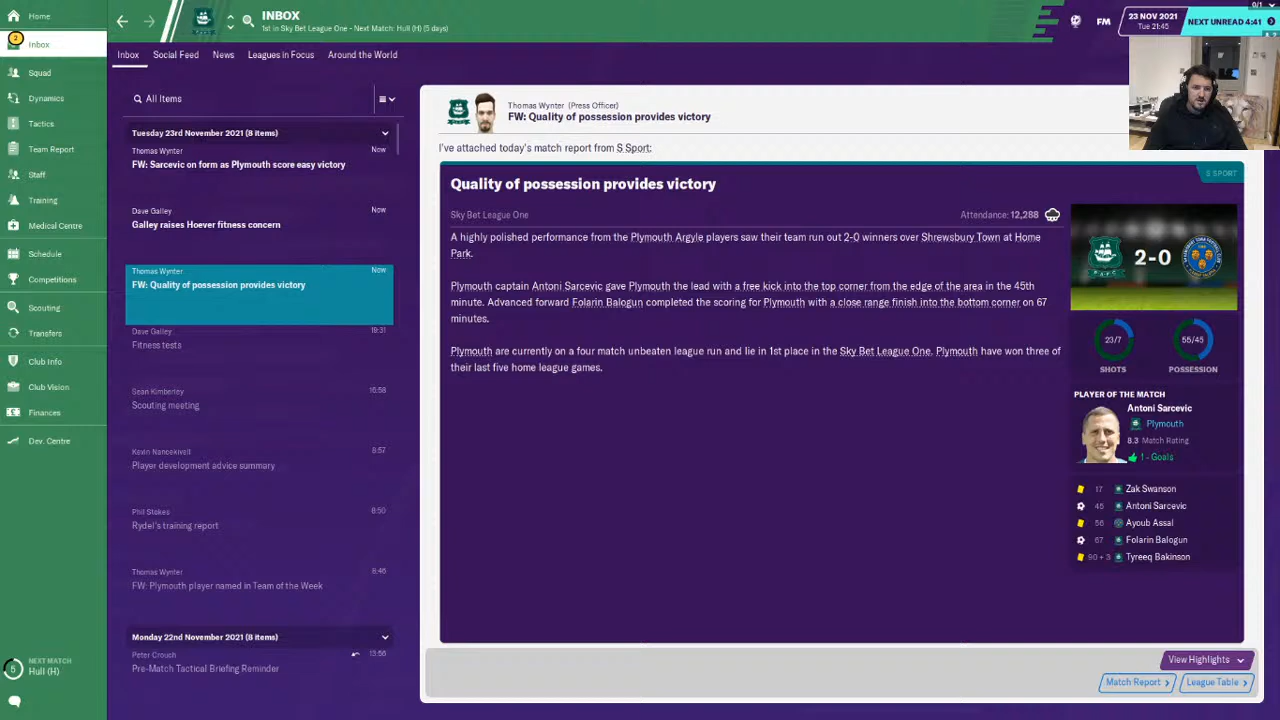 Home
INBOX
1st in Sky Bet League One - Next Match: Hull (H) (5 days)
FM
23 NOV 2021
Tue 21:45
NEXT UNREAD 4:41
2
Inbox
Squad
Dynamics
Tactics
Team Report
Staff
Training
Medical Centre
Schedule
Competitions
Scouting
Transfers
Club Info
Club Vision
Finances
Dev. Centre
5
NEXT MATCH
Hull (H)
Inbox
Social Feed
News
Leagues in Focus
Around the World
All Items
Tuesday 23rd November 2021 (8 items)
Thomas Wynter
Now
FW: Sarcevic on form as Plymouth score easy victory
Dave Galley
Now
Galley raises Hoever fitness concern
Thomas Wynter
Now
FW: Quality of possession provides victory
Dave Galley
19:31
Fitness tests
Sean Kimberley
16:58
Scouting meeting
Kevin Nancekivell
8:57
Player development advice summary
Phil Stokes
8:50
Rydel's training report
Thomas Wynter
8:46
FW: Plymouth player named in Team of the Week
Monday 22nd November 2021 (8 items)
Peter Crouch
13:56
Pre-Match Tactical Briefing Reminder
Thomas Wynter (Press Officer)
FW: Quality of possession provides victory
I've attached today's match report from S Sport:
S SPORT
Quality of possession provides victory
Sky Bet League One
Attendance: 12,288
A highly polished performance from the Plymouth Argyle players saw their team run out 2-0 winners over Shrewsbury Town at Home
Park.
Plymouth captain Antoni Sarcevic gave Plymouth the lead with a free kick into the top corner from the edge of the area in the 45th
minute. Advanced forward Folarin Balogun completed the scoring for Plymouth with a close range finish into the bottom corner on 67
minutes.
Plymouth are currently on a four match unbeaten league run and lie in 1st place in the Sky Bet League One. Plymouth have won three of
their last five home league games.
2-0
23/7
55/45
SHOTS
POSSESSION
PLAYER OF THE MATCH
Antoni Sarcevic
Plymouth
8.3 Match Rating
1 - Goals
17 Zak Swanson
45 Antoni Sarcevic
56 Ayoub Assal
67 Folarin Balogun
90 + 3 Tyreeq Bakinson
View Highlights
Match Report
League Table